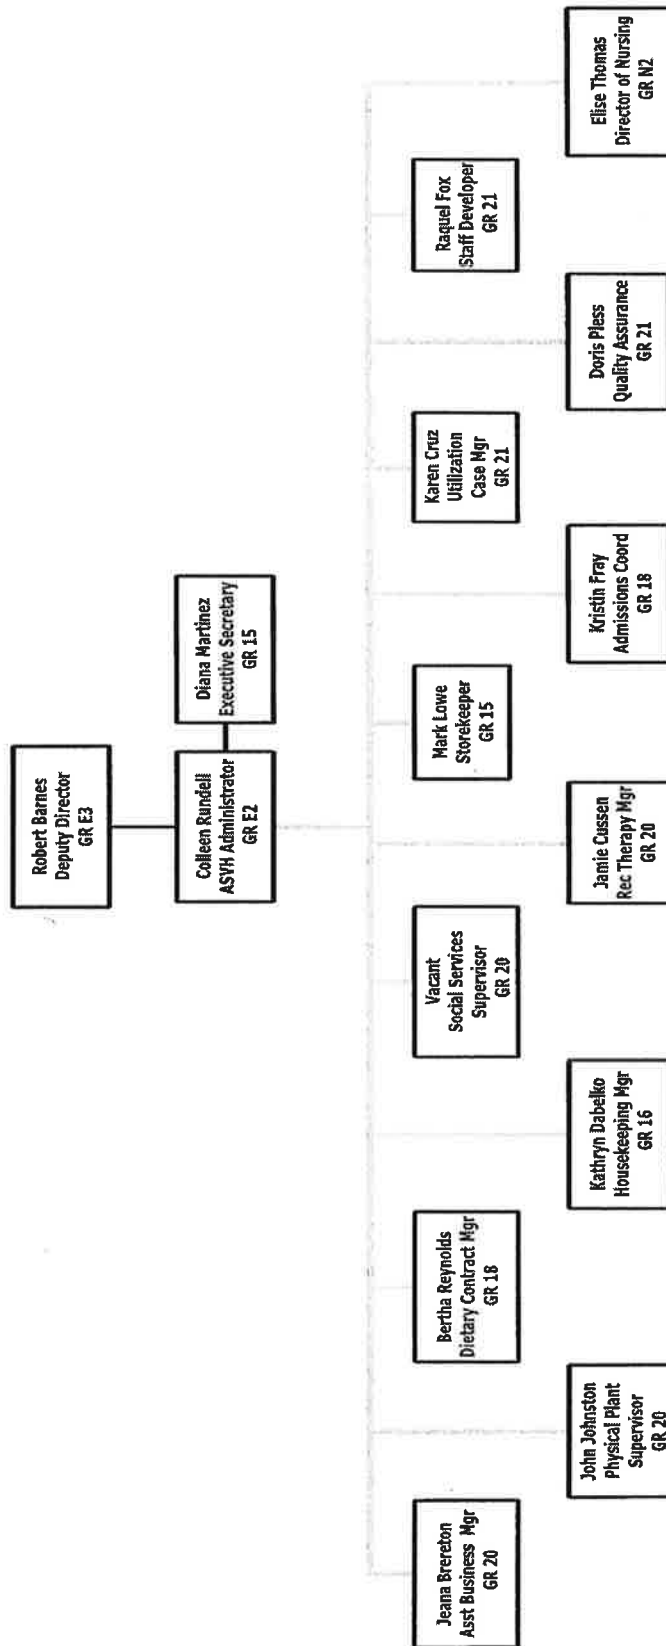 Robert Barnes
Deputy Director
GR E3
Colleen Rundell
ASVH Administrator
GR E2
Diana Martinez
Executive Secretary
GR 15
Jeana Brereton
Asst Business Mgr
GR 20
Bertha Reynolds
Dietary Contract Mgr
GR 18
Vacant
Social Services
Supervisor
GR 20
Mark Lowe
Storekeeper
GR 15
Karen Cruz
Utilization
Case Mgr
GR 21
Raquel Fox
Staff Developer
GR 21
John Johnston
Physical Plant
Supervisor
GR 20
Kathryn Dabelko
Housekeeping Mgr
GR 16
Jamie Cussen
Rec Therapy Mgr
GR 20
Kristin Fray
Admissions Coord
GR 18
Doris Pless
Quality Assurance
GR 21
Elise Thomas
Director of Nursing
GR N2